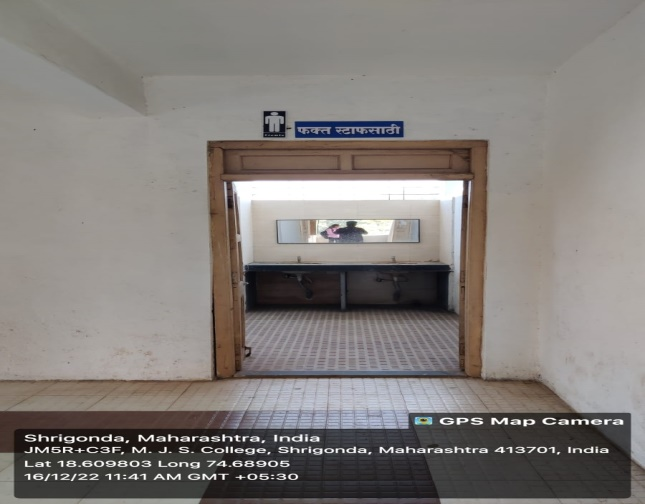 फक्त स्टाफसाठी
GPS Map Camera
Shrigonda, Maharashtra, India
JM5R+C3F, M. J. S. College, Shrigonda, Maharashtra 413701, India
Lat 18.609803 Long 74.68905
16/12/22 11:41 AM GMT +05:30